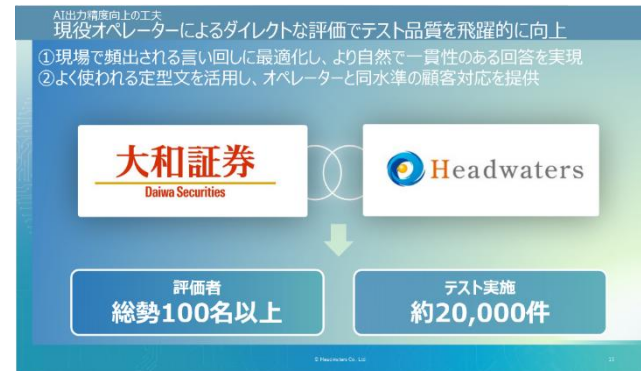 AI出力精度向上の工夫
現役オペレーターによるダイレクトな評価でテスト品質を飛躍的に向上
①現場で頻出される言い回しに最適化し、より自然で一貫性のある回答を実現
②よく使われる定型文を活用し、オペレーターと同水準の顧客対応を提供
大和証券
Daiwa Securities
Headwaters
評価者
総勢100名以上
テスト実施
約20,000件
© Headwaters Co., Ltd.